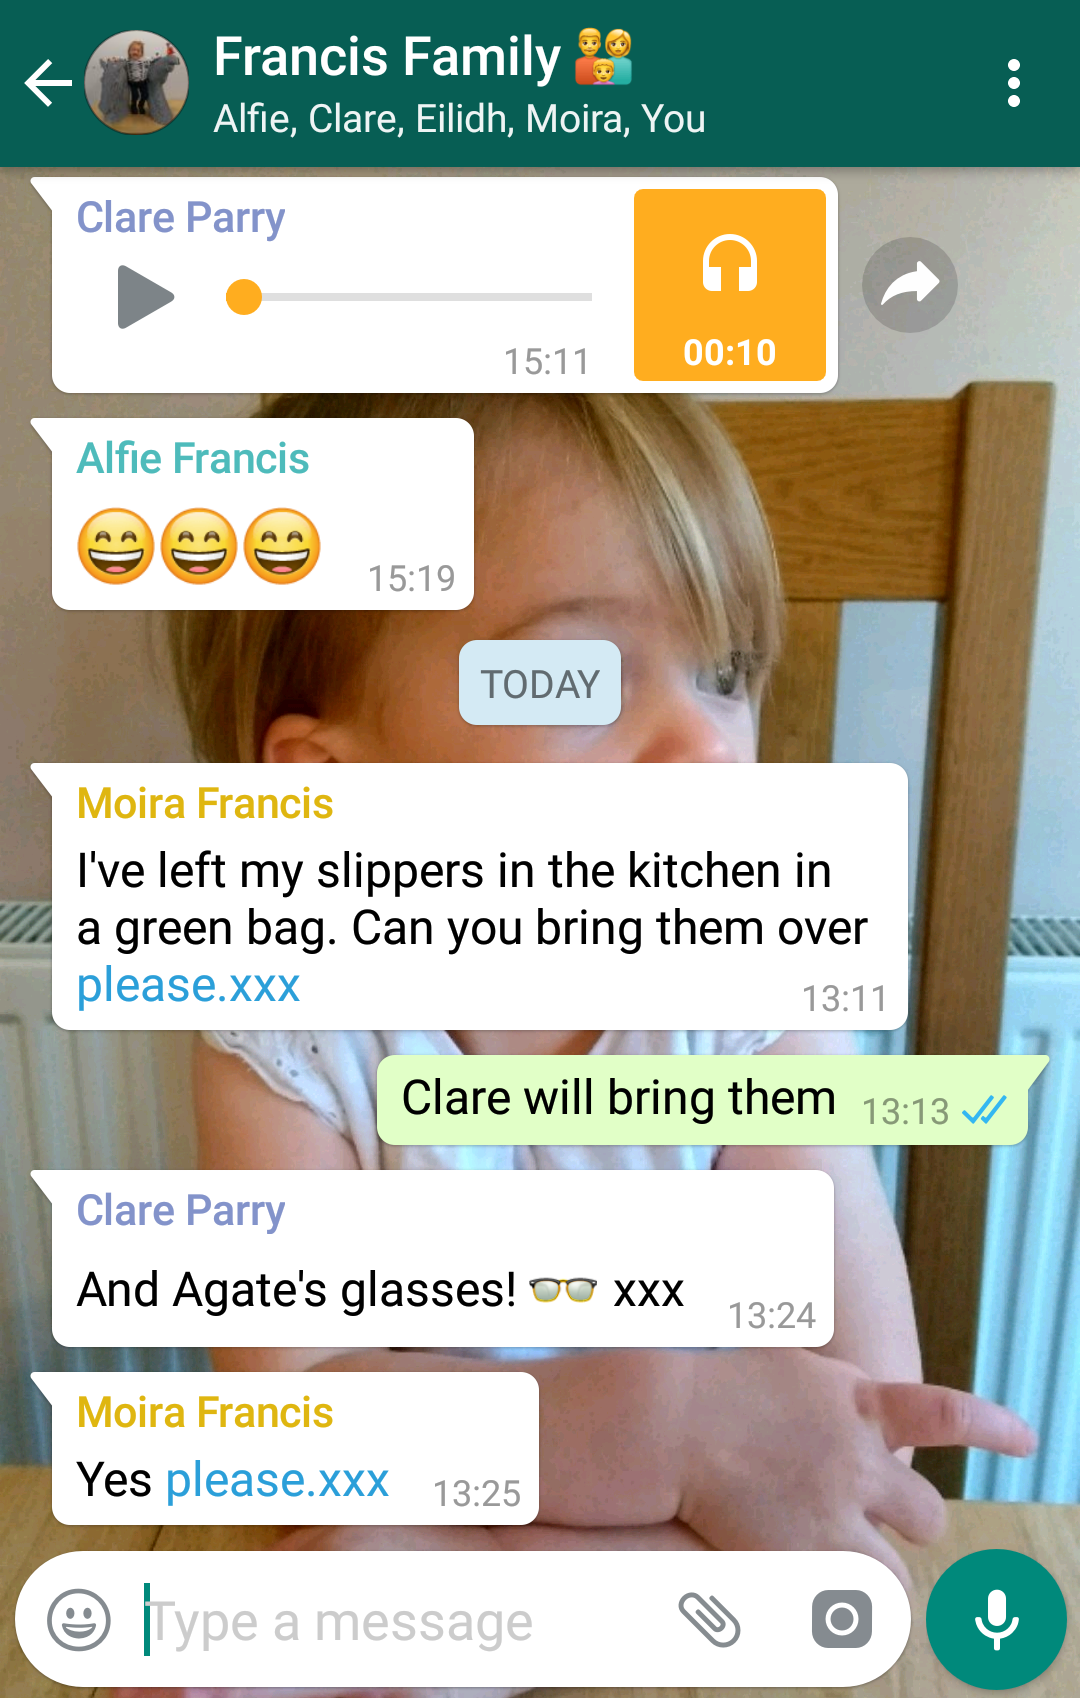 Francis Family 👨‍👩‍👦
Alfie, Clare, Eilidh, Moira, You
Clare Parry
15:11
00:10
Alfie Francis
😄😄😄 15:19
TODAY
Moira Francis
I've left my slippers in the kitchen in
a green bag. Can you bring them over
please.xxx 13:11
Clare will bring them 13:13
Clare Parry
And Agate's glasses! 👓 xxx 13:24
Moira Francis
Yes please.xxx 13:25
Type a message